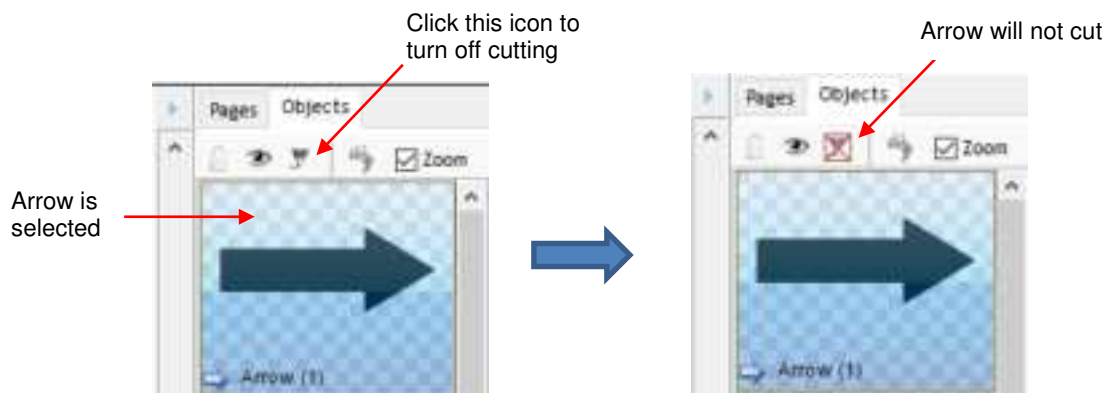 Click this icon to
turn off cutting
Arrow will not cut
Pages Objects
Zoom
Arrow is
selected
Arrow (1)
Pages Objects
Zoom
Arrow (1)